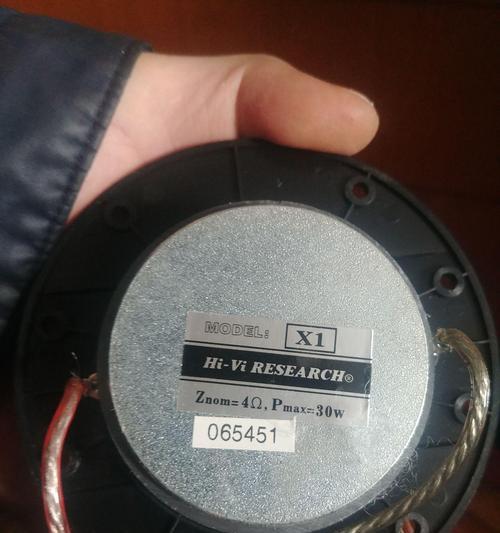 MODEL: X1
Hi-Vi RESEARCH®
Znom=4Ω, Pmax=30w
065451